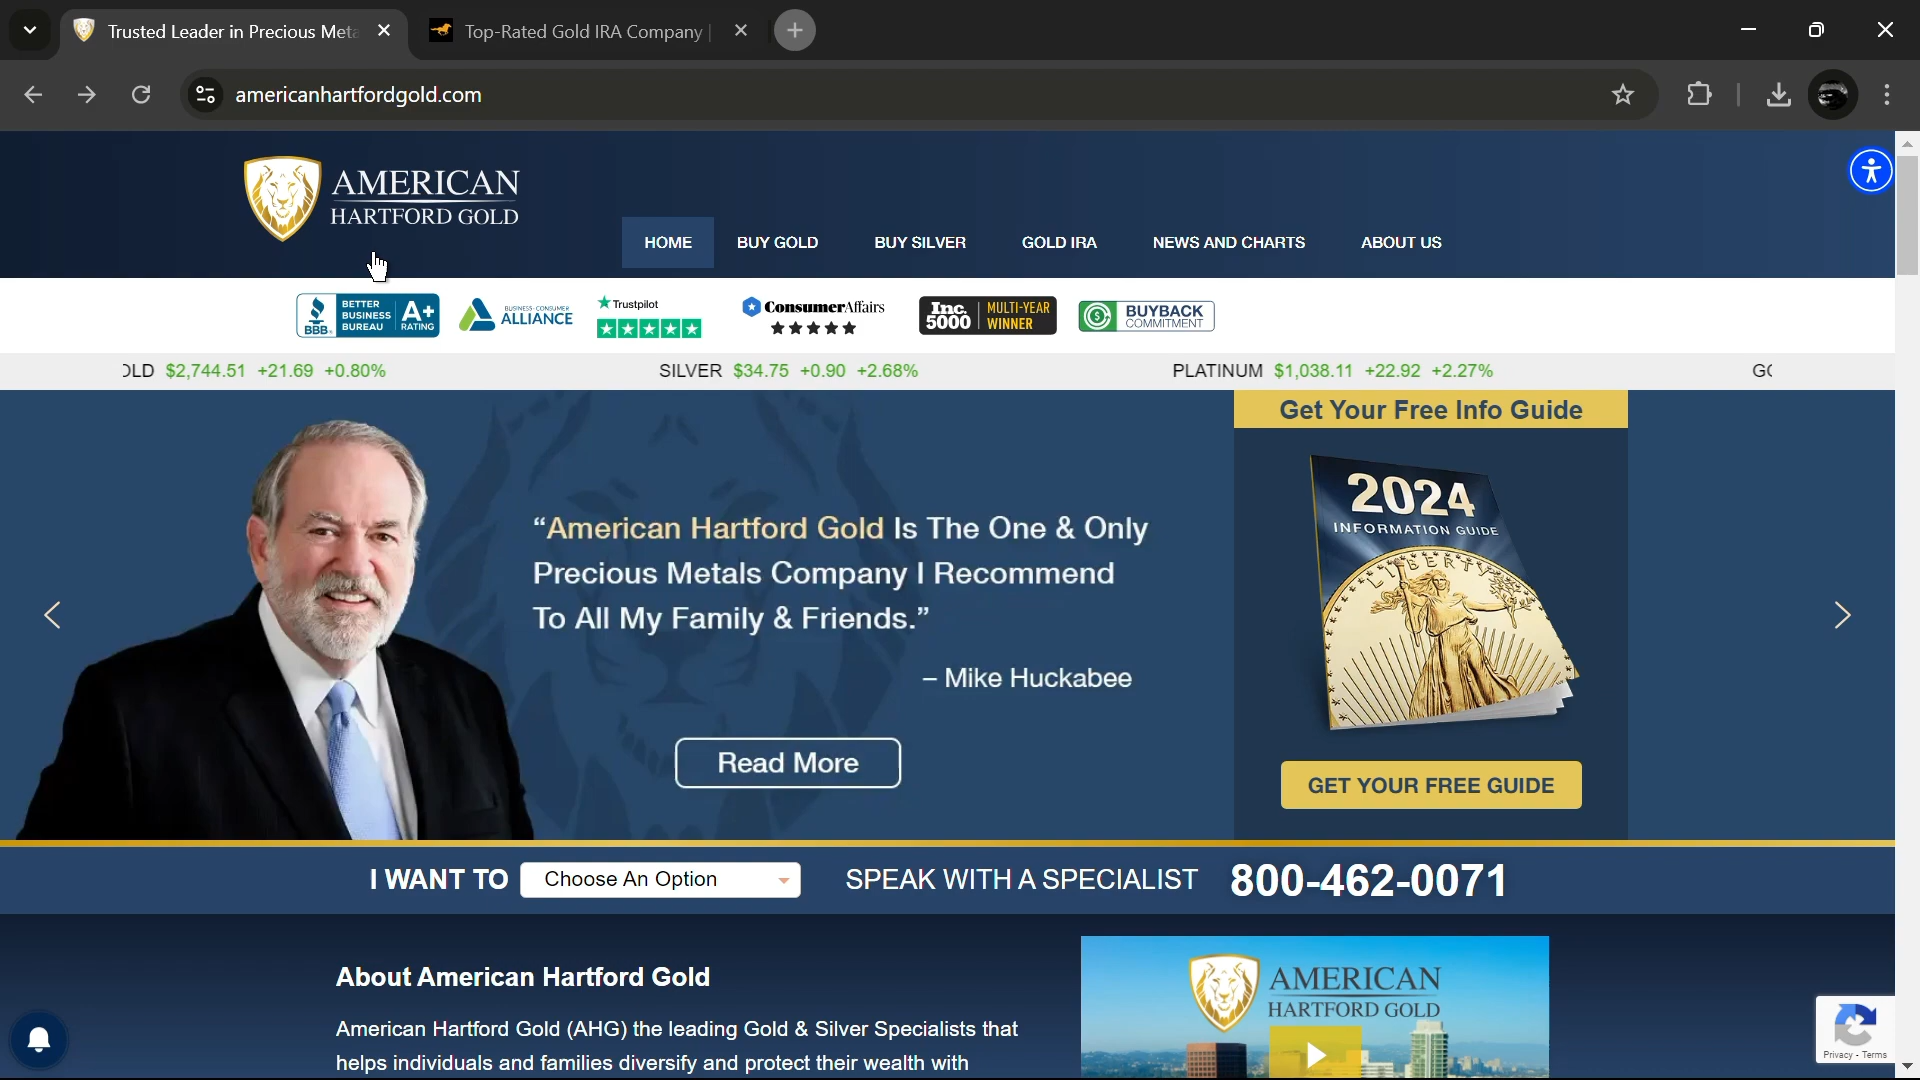 Trusted Leader in Precious Meta
Top-Rated Gold IRA Company |
americanhartfordgold.com
AMERICAN
HARTFORD GOLD
HOME BUY GOLD BUY SILVER GOLD IRA NEWS AND CHARTS ABOUT US
BBB. BETTER BUSINESS BUREAU A+ RATING
BUSINESS-CONSUMER ALLIANCE
Trustpilot
ConsumerAffairs
Inc. 5000 MULTI-YEAR WINNER
BUYBACK COMMITMENT
OLD $2,744.51 +21.69 +0.80% SILVER $34.75 +0.90 +2.68% PLATINUM $1,038.11 +22.92 +2.27% GO
Get Your Free Info Guide
2024
INFORMATION GUIDE
LIBERTY
“American Hartford Gold Is The One & Only
Precious Metals Company I Recommend
To All My Family & Friends.”
– Mike Huckabee
Read More
GET YOUR FREE GUIDE
I WANT TO Choose An Option SPEAK WITH A SPECIALIST 800-462-0071
About American Hartford Gold
American Hartford Gold (AHG) the leading Gold & Silver Specialists that
helps individuals and families diversify and protect their wealth with
AMERICAN
HARTFORD GOLD
Privacy - Terms